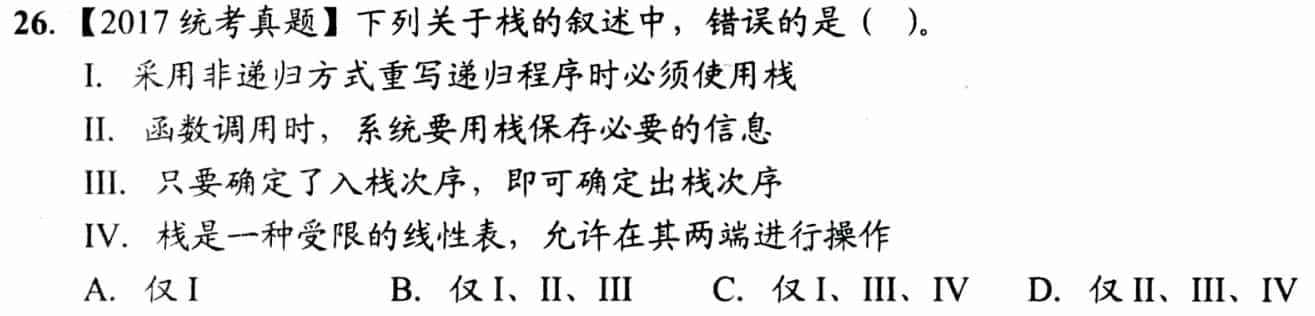 26. 【2017 统考真题】下列关于栈的叙述中，错误的是（ ）。
I. 采用非递归方式重写递归程序时必须使用栈
II. 函数调用时，系统要用栈保存必要的信息
III. 只要确定了入栈次序，即可确定出栈次序
IV. 栈是一种受限的线性表，允许在其两端进行操作
A. 仅 I B. 仅 I、II、III C. 仅 I、III、IV D. 仅 II、III、IV